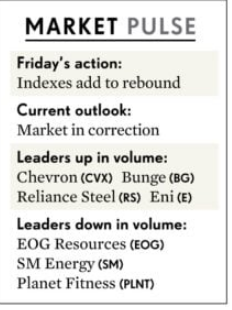 MARKET PULSE
Friday's action:
Indexes add to rebound
Current outlook:
Market in correction
Leaders up in volume:
Chevron (CVX) Bunge (BG)
Reliance Steel (RS) Eni (E)
Leaders down in volume:
EOG Resources (EOG)
SM Energy (SM)
Planet Fitness (PLNT)